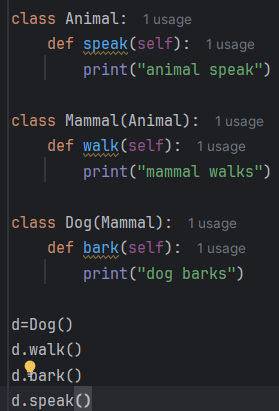 class Animal: 1 usage
    def speak(self): 1 usage
        print("animal speak")

class Mammal(Animal): 1 usage
    def walk(self): 1 usage
        print("mammal walks")

class Dog(Mammal): 1 usage
    def bark(self): 1 usage
        print("dog barks")

d=Dog()
d.walk()
d.bark()
d.speak()